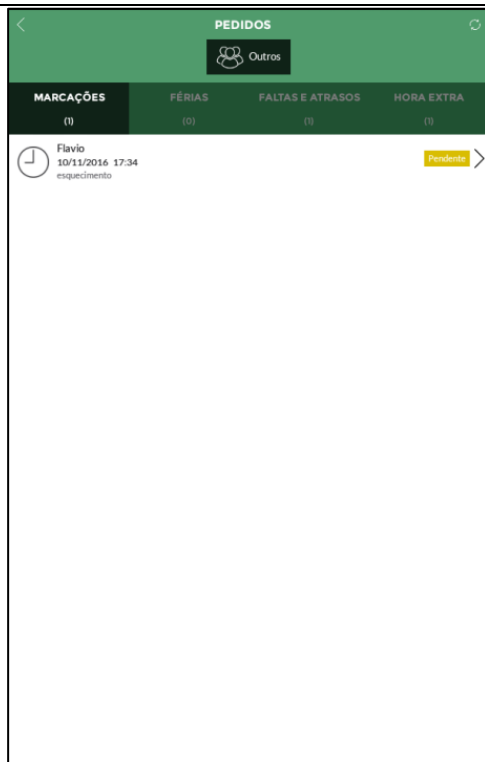 PEDIDOS
Outros
MARCAÇÕES FÉRIAS FALTAS E ATRASOS HORA EXTRA
(1) (0) (1) (1)
Flavio
10/11/2016 17:34 Pendente
esquecimento